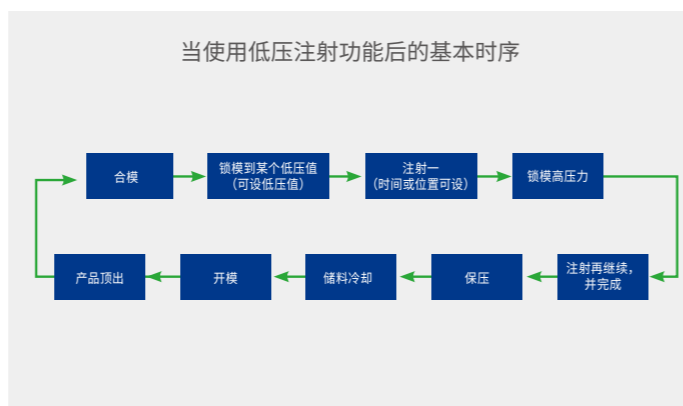 当使用低压注射功能后的基本时序
合模
锁模到某个低压值
（可设低压值）
注射一
（时间或位置可设）
锁模高压力
产品顶出
开模
储料冷却
保压
注射再继续，
并完成